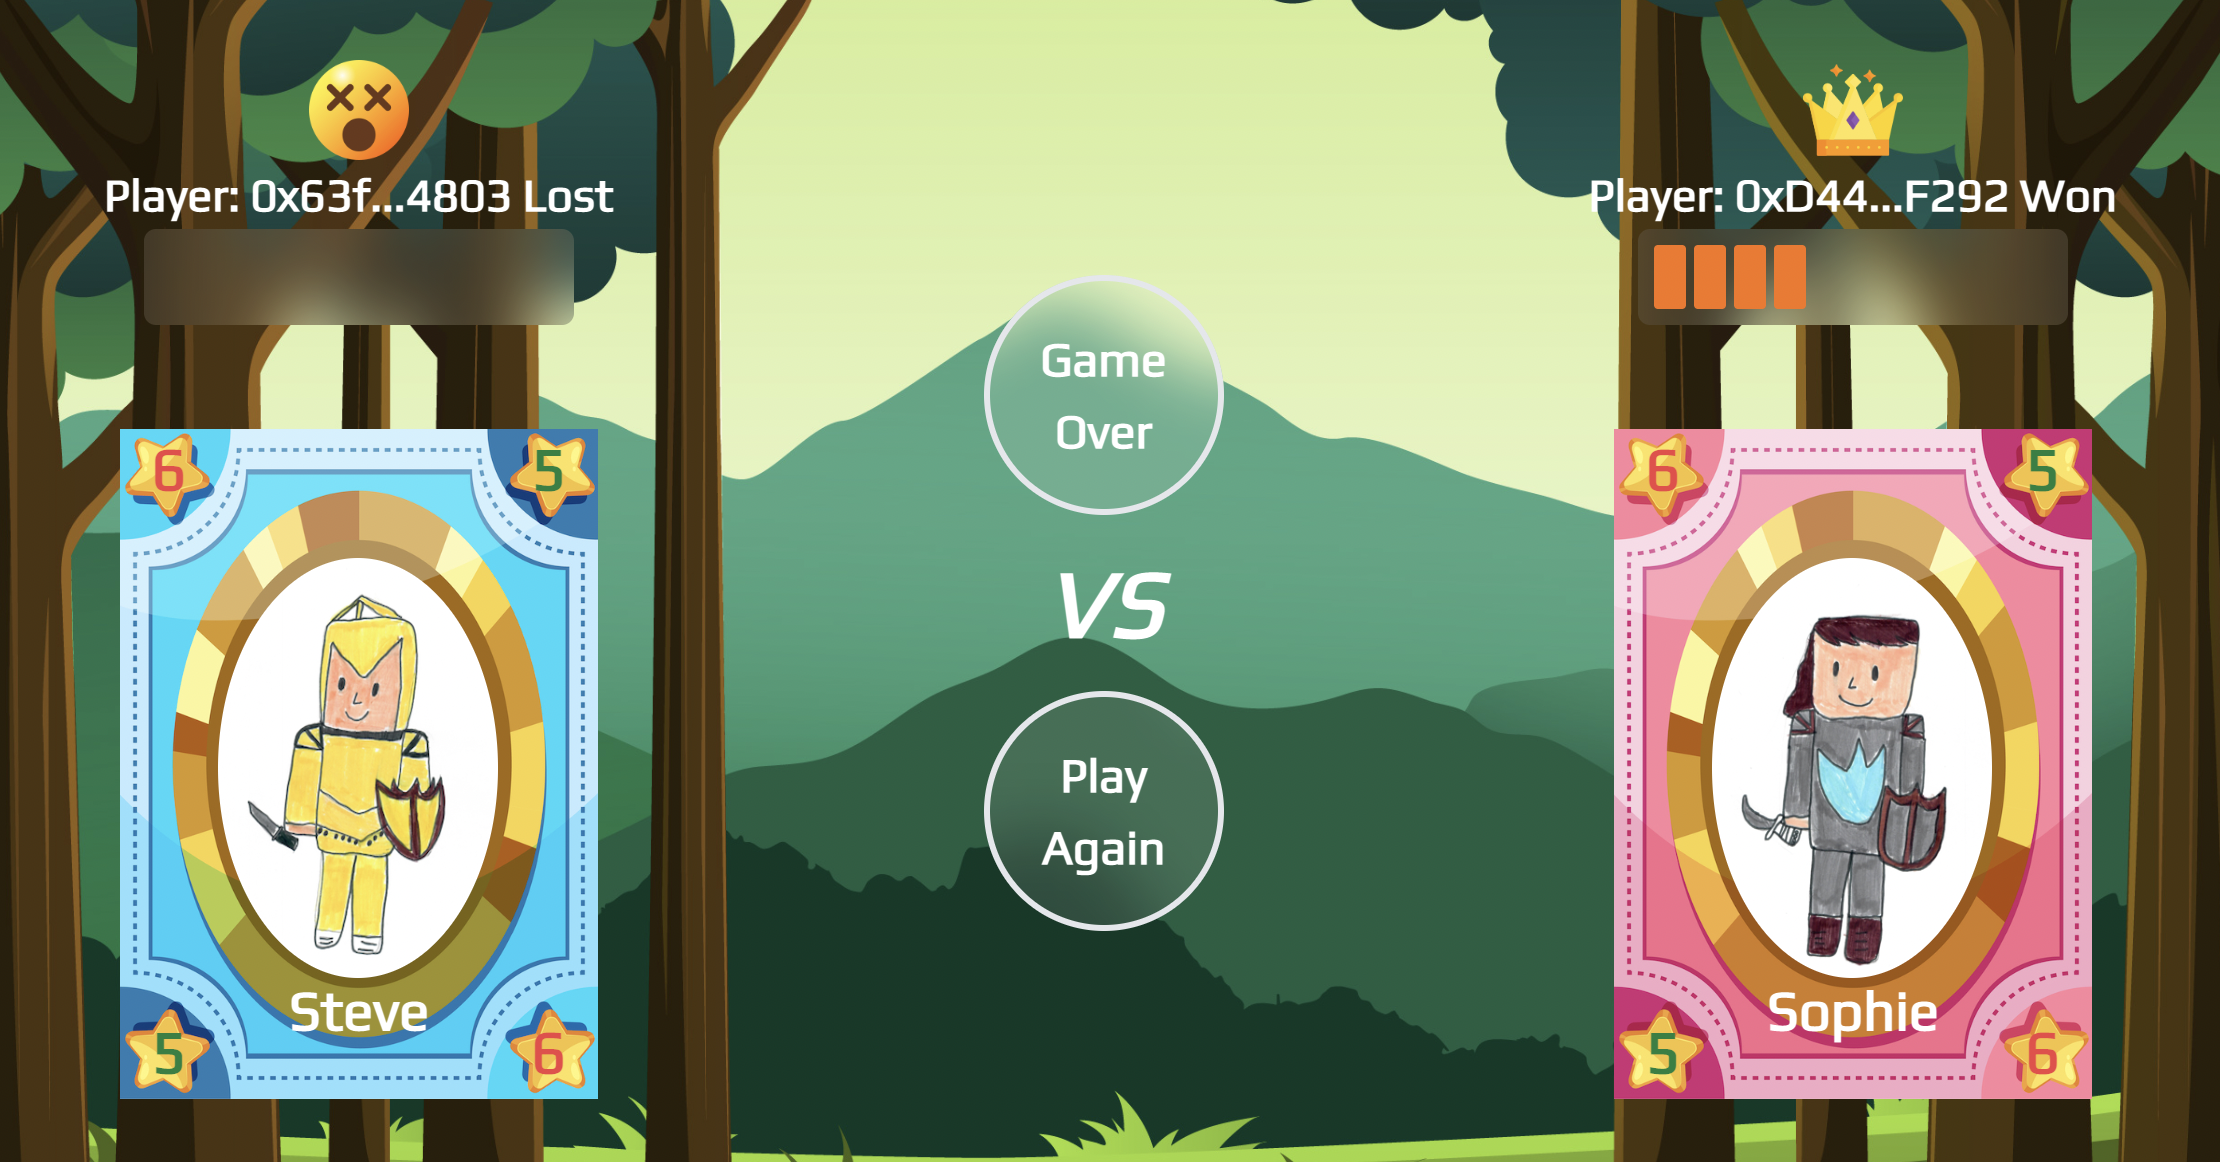 Player: 0x63f...4803 Lost
Player: 0xD44...F292 Won
Game
Over
VS
Play
Again
6
5
Steve
5
6
6
5
Sophie
5
6